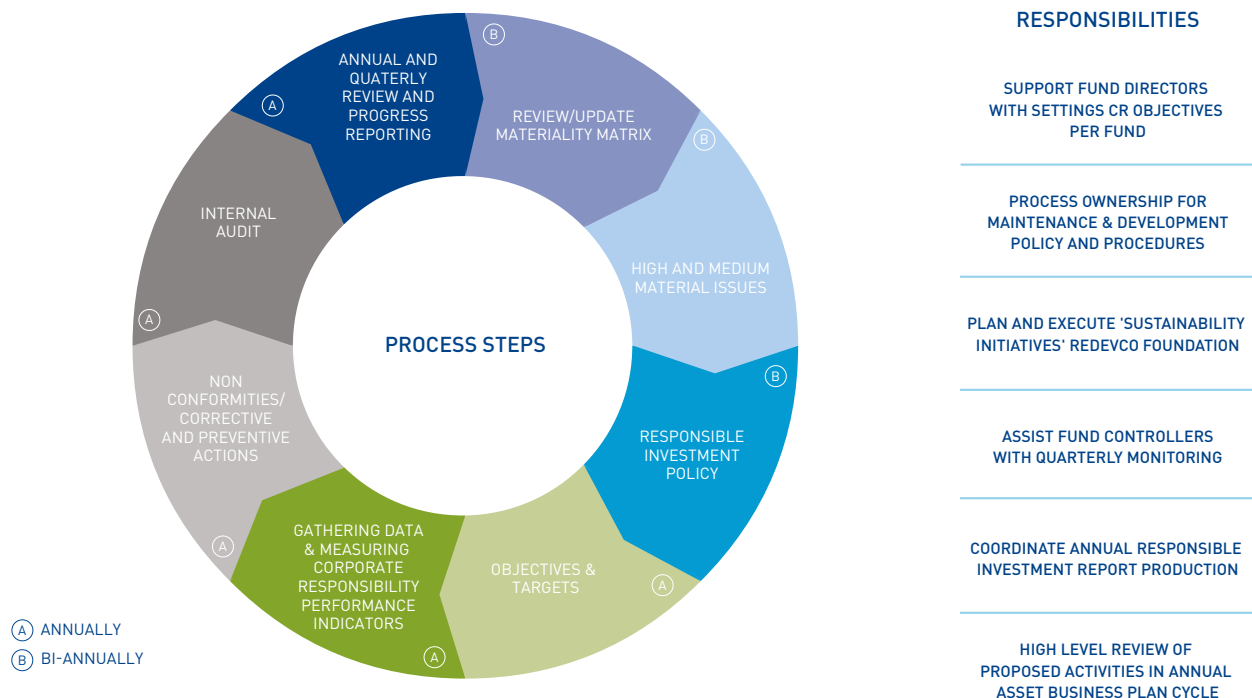 ANNUAL AND
QUATERLY
REVIEW AND
PROGRESS
REPORTING
A
B
REVIEW/UPDATE
MATERIALITY MATRIX
B
HIGH AND MEDIUM
MATERIAL ISSUES
B
RESPONSIBLE
INVESTMENT
POLICY
A
OBJECTIVES &
TARGETS
A
GATHERING DATA
& MEASURING
CORPORATE
RESPONSIBILITY
PERFORMANCE
INDICATORS
A
NON
CONFORMITIES/
CORRECTIVE
AND PREVENTIVE
ACTIONS
A
INTERNAL
AUDIT
PROCESS STEPS
A ANNUALLY
B BI-ANNUALLY
RESPONSIBILITIES
SUPPORT FUND DIRECTORS
WITH SETTINGS CR OBJECTIVES
PER FUND
PROCESS OWNERSHIP FOR
MAINTENANCE & DEVELOPMENT
POLICY AND PROCEDURES
PLAN AND EXECUTE 'SUSTAINABILITY
INITIATIVES' REDEVCO FOUNDATION
ASSIST FUND CONTROLLERS
WITH QUARTERLY MONITORING
COORDINATE ANNUAL RESPONSIBLE
INVESTMENT REPORT PRODUCTION
HIGH LEVEL REVIEW OF
PROPOSED ACTIVITIES IN ANNUAL
ASSET BUSINESS PLAN CYCLE